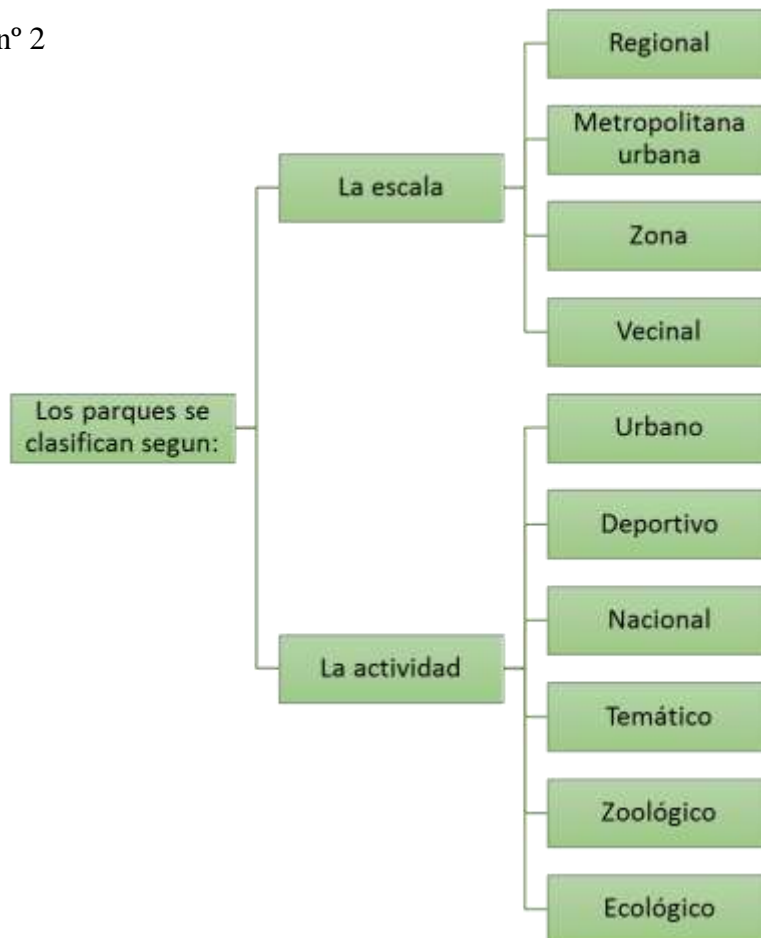 nº 2
Los parques se
clasifican segun:
La escala
Regional
Metropolitana
urbana
Zona
Vecinal
La actividad
Urbano
Deportivo
Nacional
Temático
Zoológico
Ecológico